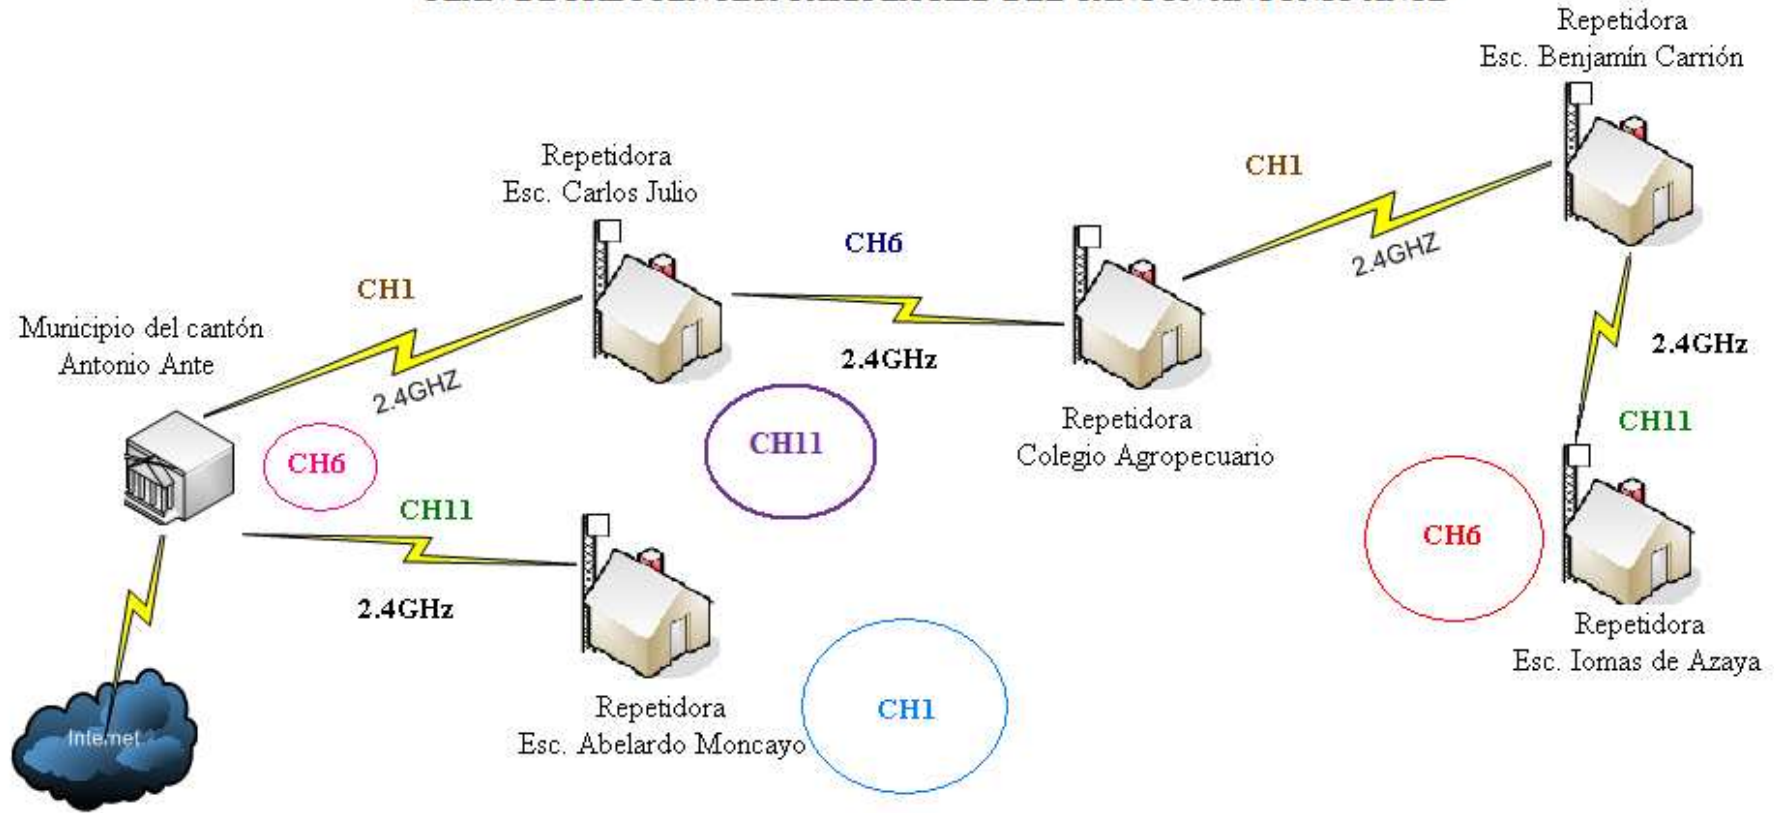 Repetidora
Esc. Benjamín Carrión
Repetidora
Esc. Carlos Julio
CH1
CH6
2.4GHZ
CH1
Municipio del cantón
Antonio Ante
2.4GHz
2.4GHz
2.4GHZ
CH11
Repetidora
Colegio Agropecuario
CH11
CH6
CH11
CH6
2.4GHz
Repetidora
Esc. Iomas de Azaya
Repetidora
Esc. Abelardo Moncayo
CH1
Internet